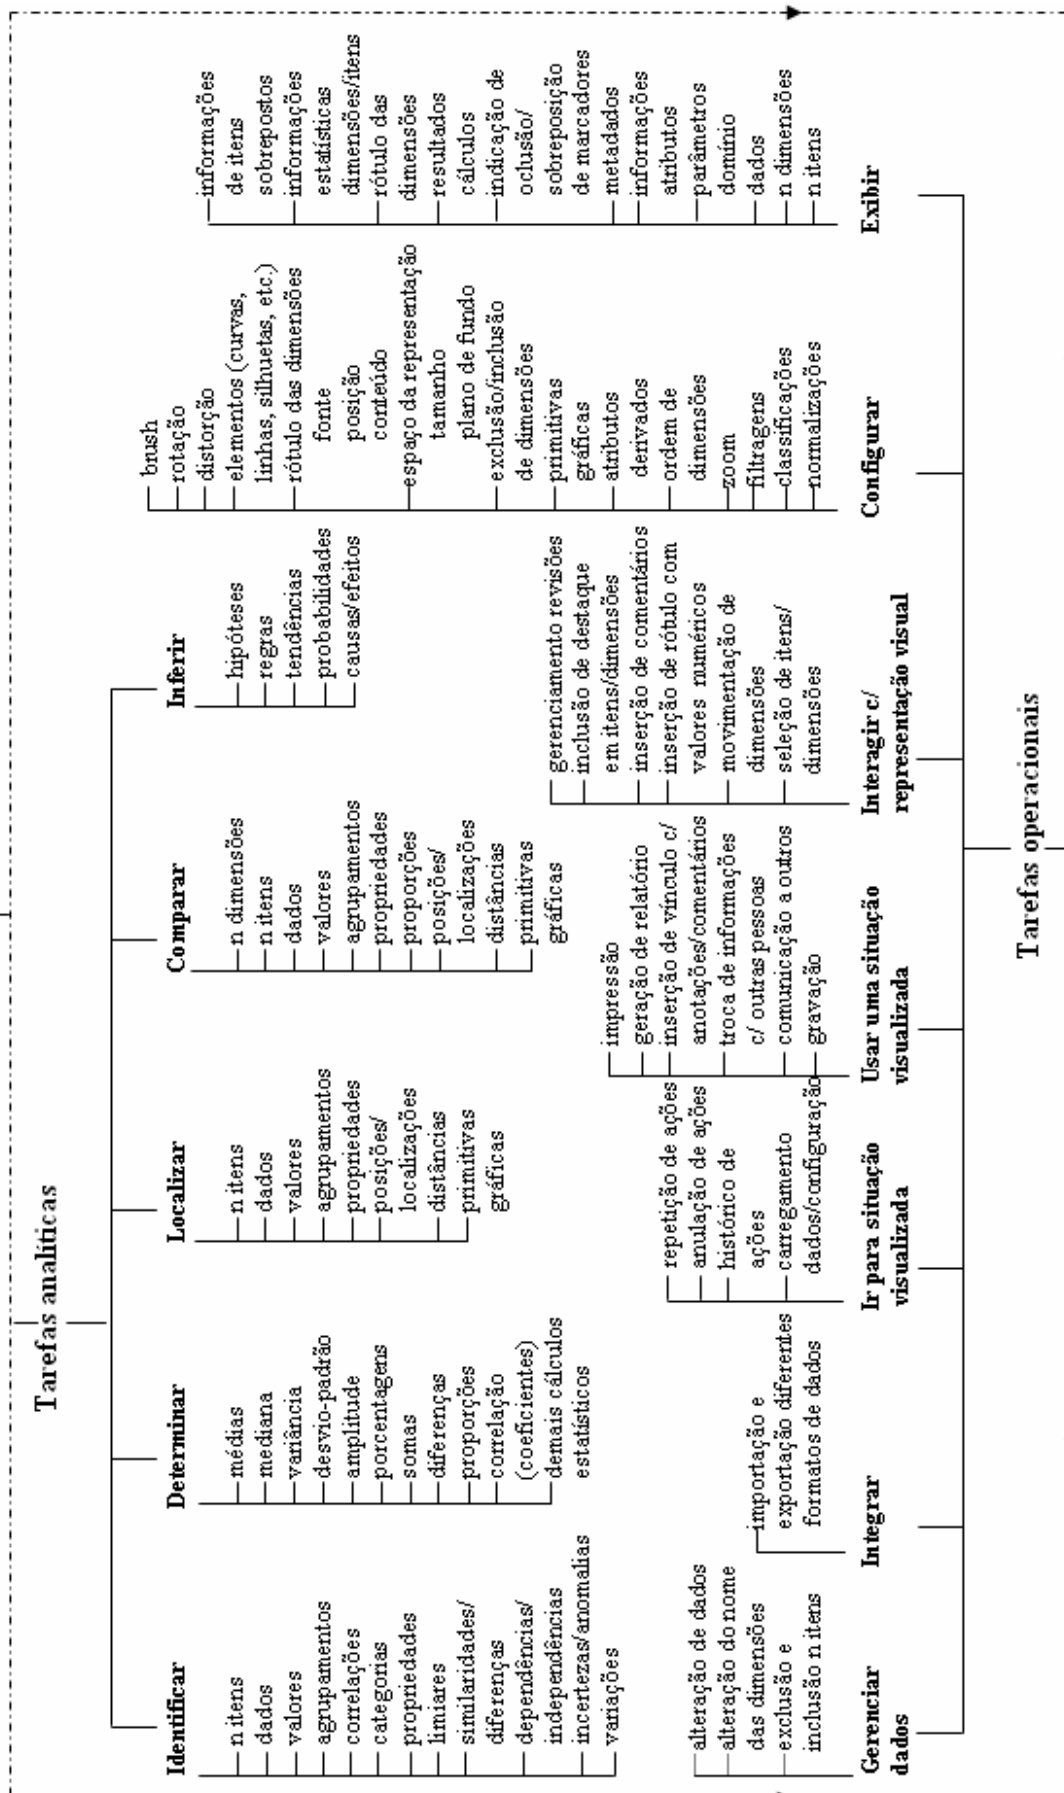 Tarefas analíticas
Identificar
n itens
dados
valores
agrupamentos
correlações
categorias
propriedades
limiares
similaridades/
diferenças
dependências/
independências
incertezas/anomalias
variações
Determinar
médias
mediana
variância
desvio-padrão
amplitude
porcentagens
somas
diferenças
proporções
correlação
(coeficientes)
demais cálculos
estatísticos
Localizar
n itens
dados
valores
agrupamentos
propriedades
posições/
localizações
distâncias
primitivas
gráficas
Comparar
n dimensões
n itens
dados
valores
agrupamentos
propriedades
proporções
posições/
localizações
distâncias
primitivas
gráficas
Inferir
hipóteses
regras
tendências
probabilidades
causas/efeitos
alteração de dados
alteração do nome
das dimensões
exclusão e
inclusão n itens
Gerenciar
dados
importação e
exportação diferentes
formatos de dados
Integrar
repetição de ações
anulação de ações
histórico de
ações
carregamento
dados/configuração
Ir para situação
visualizada
impressão
geração de relatório
inserção de vínculo c/
anotações/comentários
troca de informações
c/ outras pessoas
comunicação a outros
gravação
Usar uma situação
visualizada
gerenciamento revisões
inclusão de destaque
em itens/dimensões
inserção de comentários
inserção de rótulo com
valores numéricos
movimentação de
dimensões
seleção de itens/
dimensões
Interagir c/
representação visual
brush
rotação
distorção
elementos (curvas,
linhas, silhuetas, etc.)
rótulo das dimensões
fonte
posição
conteúdo
espaço da representação
tamanho
plano de fundo
exclusão/inclusão
de dimensões
primitivas
gráficas
atributos
derivados
ordem de
dimensões
zoom
filtragens
classificações
normalizações
Configurar
informações
de itens
sobrepostos
informações
estatísticas
dimensões/itens
rótulo das
dimensões
resultados
cálculos
indicação de
oclusão/
sobreposição
de marcadores
metadados
informações
atributos
parâmetros
domínio
dados
n dimensões
n itens
Exibir
Tarefas operacionais